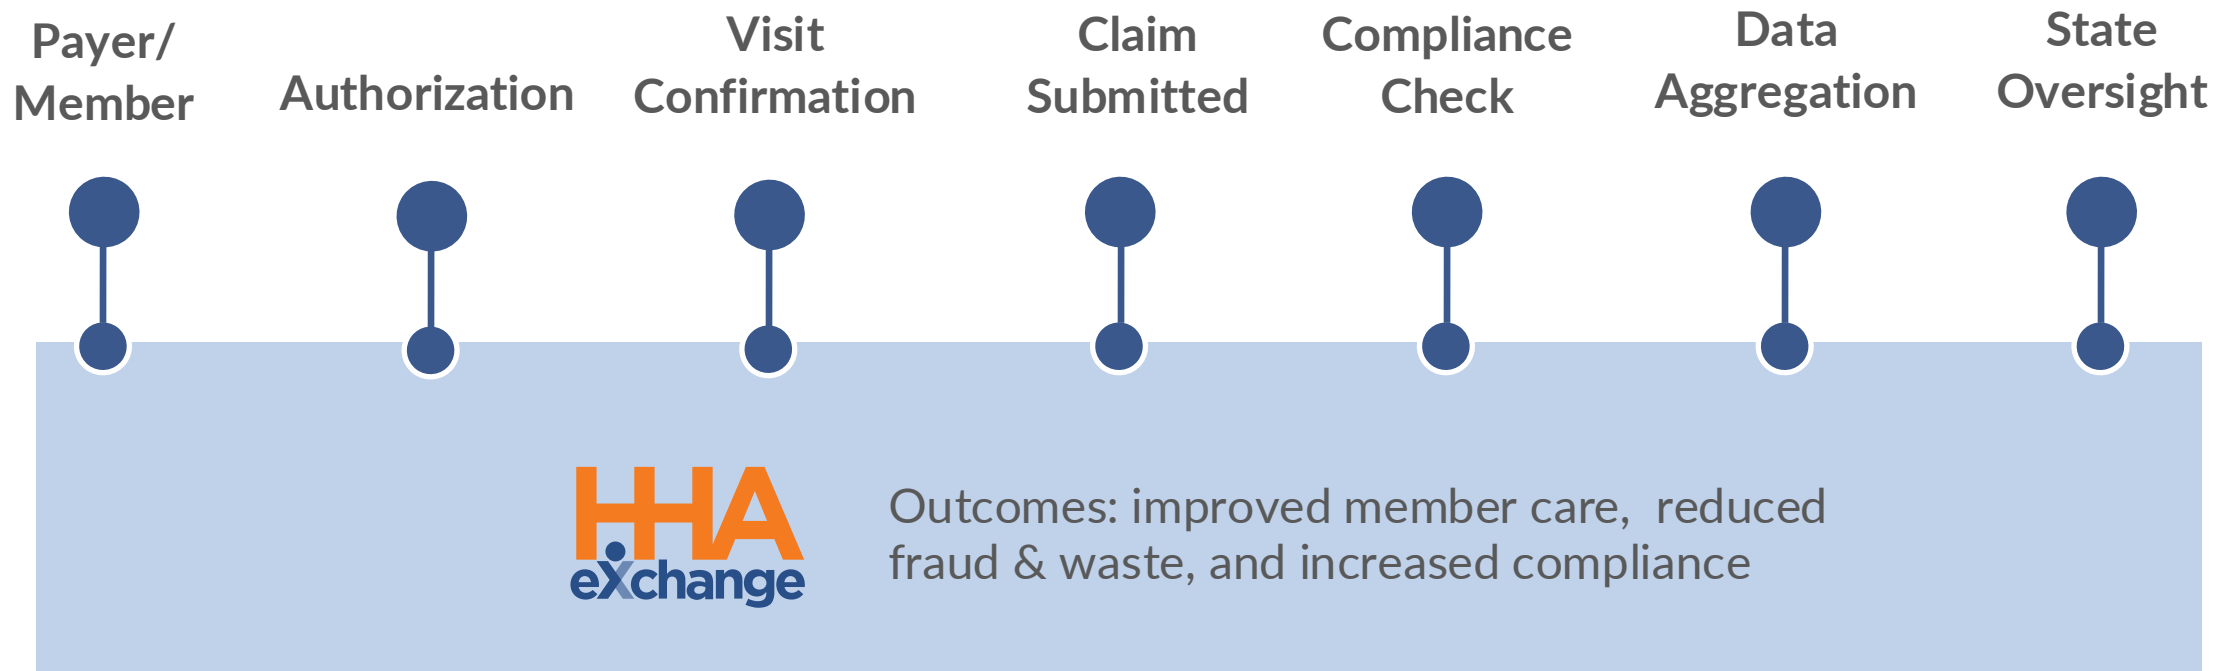 Payer/
Member
Authorization
Visit
Confirmation
Claim
Submitted
Compliance
Check
Data
Aggregation
State
Oversight
HHA
exchange
Outcomes: improved member care,  reduced
fraud & waste, and increased compliance